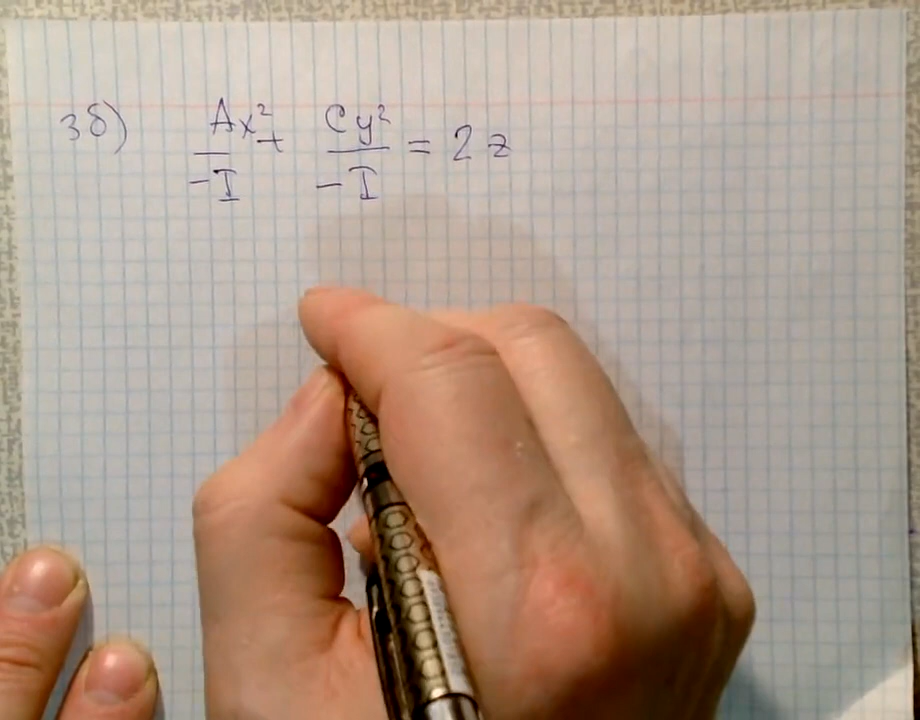 3б) Ax²/-I + Cy²/-I = 2z